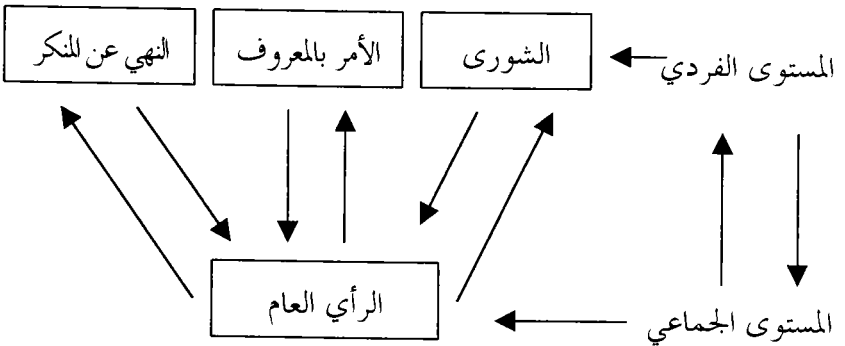 المستوى الفردي
الشورى
الأمر بالمعروف
النهي عن المنكر
المستوى الجماعي
الرأي العام